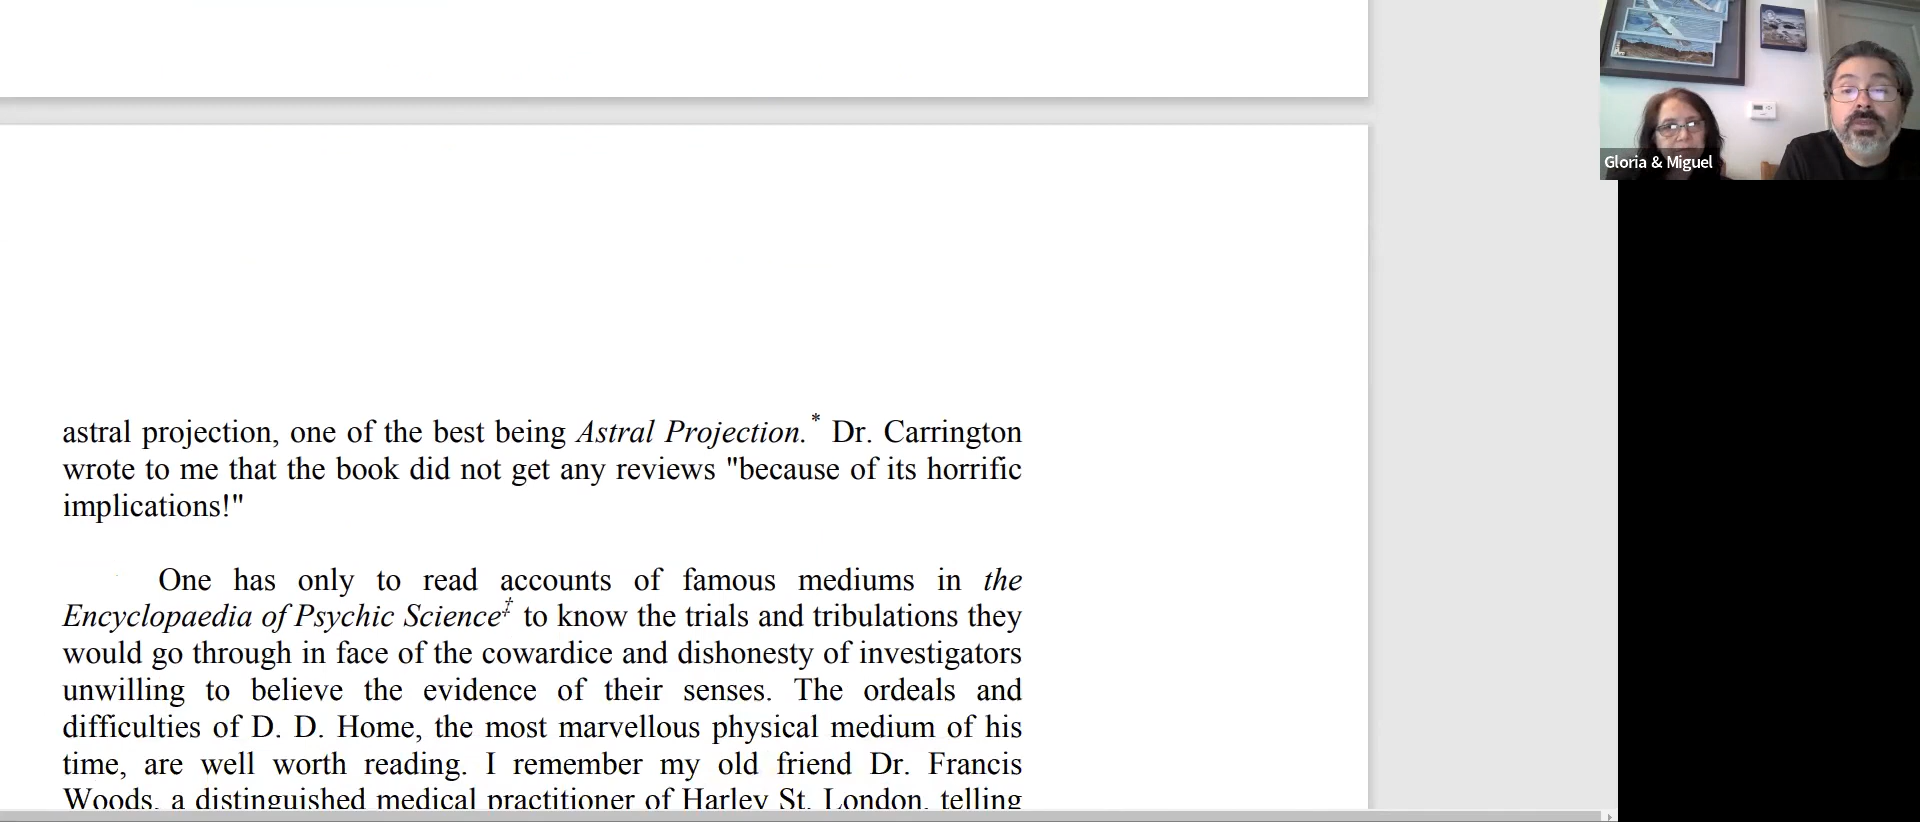 Gloria & Miguel
astral projection, one of the best being Astral Projection.* Dr. Carrington
wrote to me that the book did not get any reviews "because of its horrific
implications!"
One has only to read accounts of famous mediums in the
Encyclopaedia of Psychic Science‡ to know the trials and tribulations they
would go through in face of the cowardice and dishonesty of investigators
unwilling to believe the evidence of their senses. The ordeals and
difficulties of D. D. Home, the most marvellous physical medium of his
time, are well worth reading. I remember my old friend Dr. Francis
Woods, a distinguished medical practitioner of Harley St. London, telling